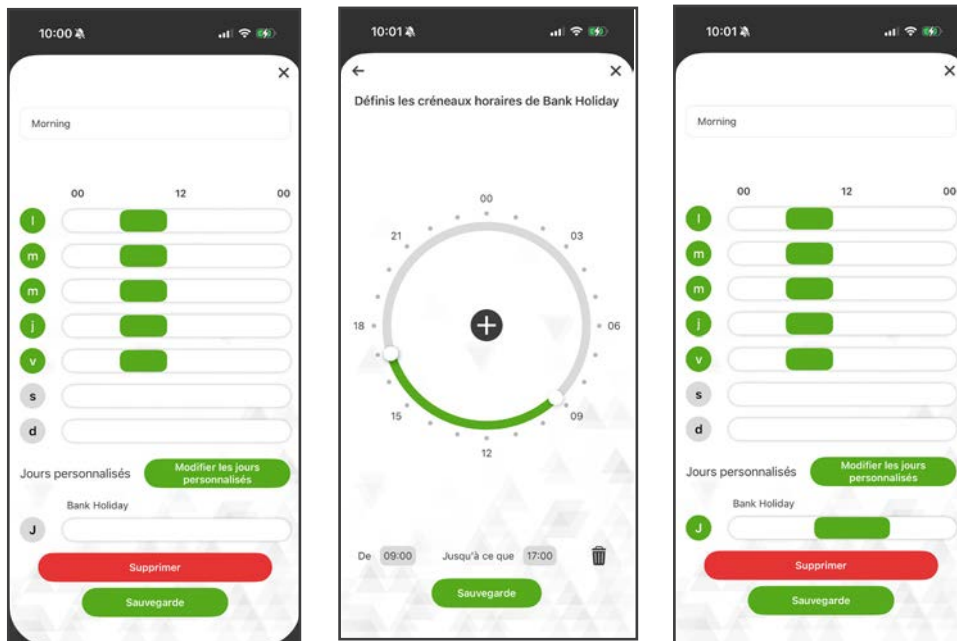 10:00
Morning
00 12 00
l
m
m
j
v
s
d
Jours personnalisés
Modifier les jours
personnalisés
Bank Holiday
J
Supprimer
Sauvegarde
10:01
Définis les créneaux horaires de Bank Holiday
00
21 03
18 06
15 09
12
De 09:00 Jusqu'à ce que 17:00
Sauvegarde
10:01
Morning
00 12 00
l
m
m
j
v
s
d
Jours personnalisés
Modifier les jours
personnalisés
Bank Holiday
J
Supprimer
Sauvegarde